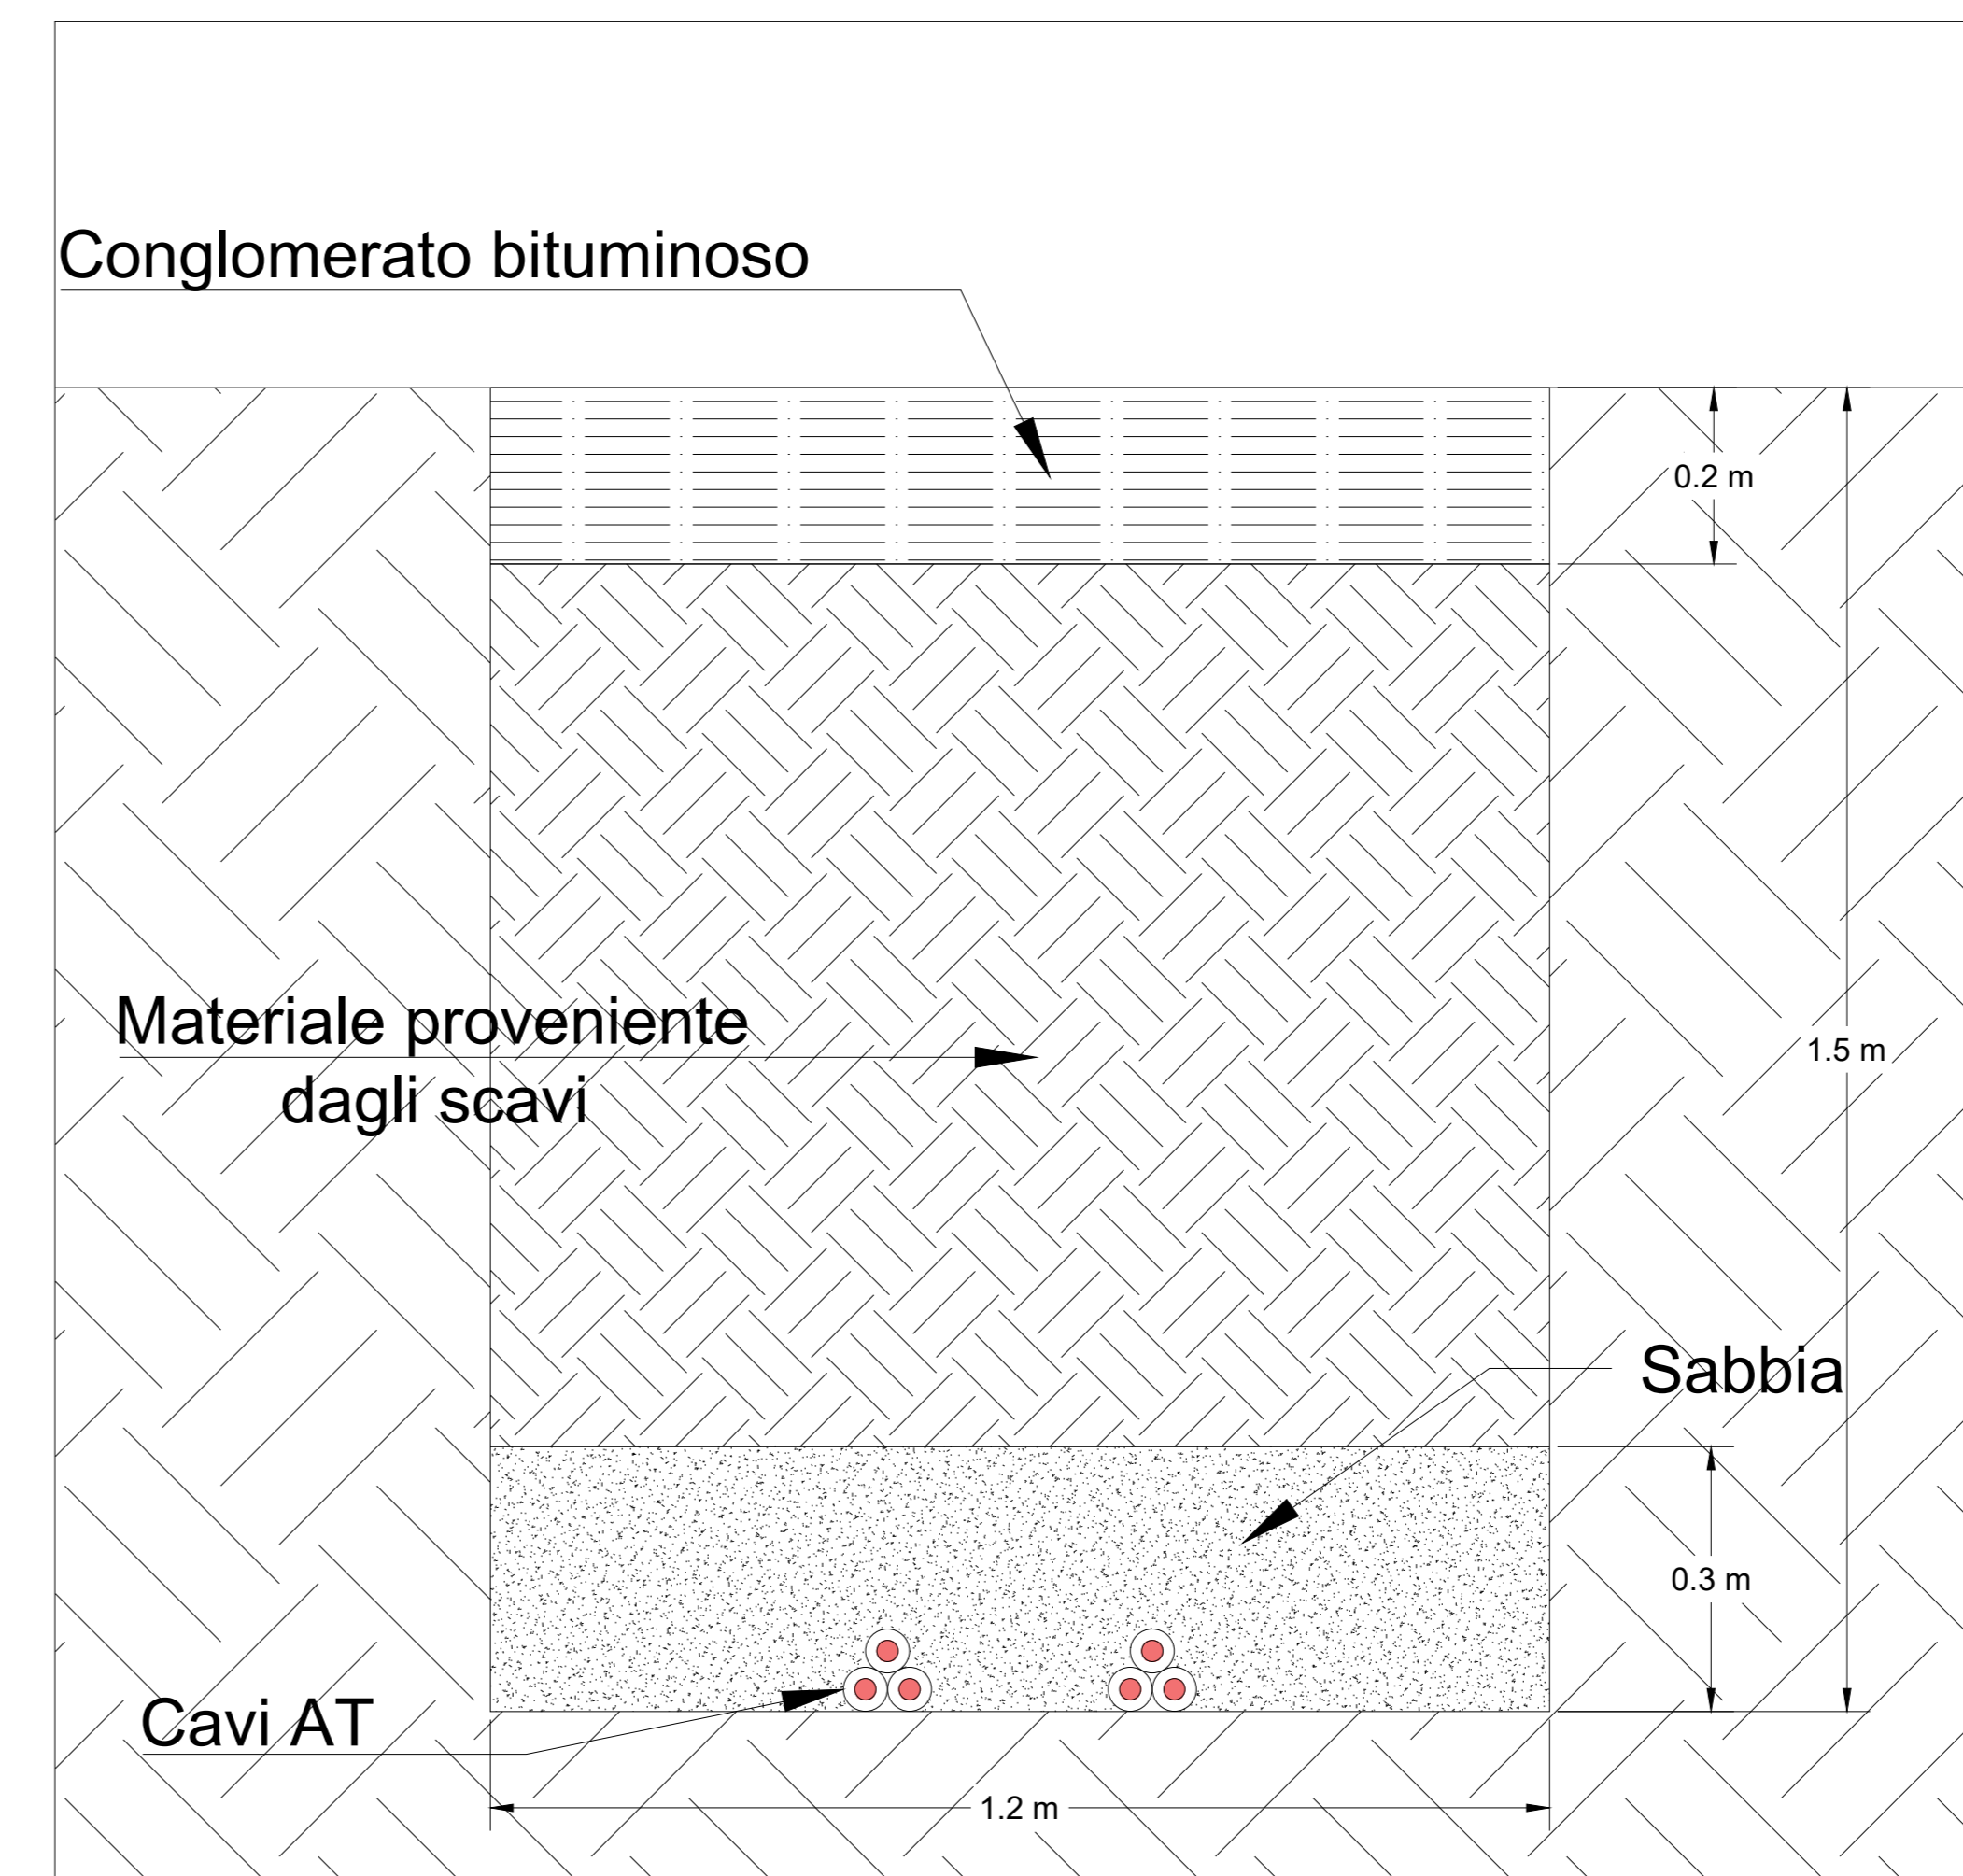 Conglomerato bituminoso
0.2 m
Materiale proveniente
dagli scavi
1.5 m
Sabbia
0.3 m
Cavi AT
1.2 m